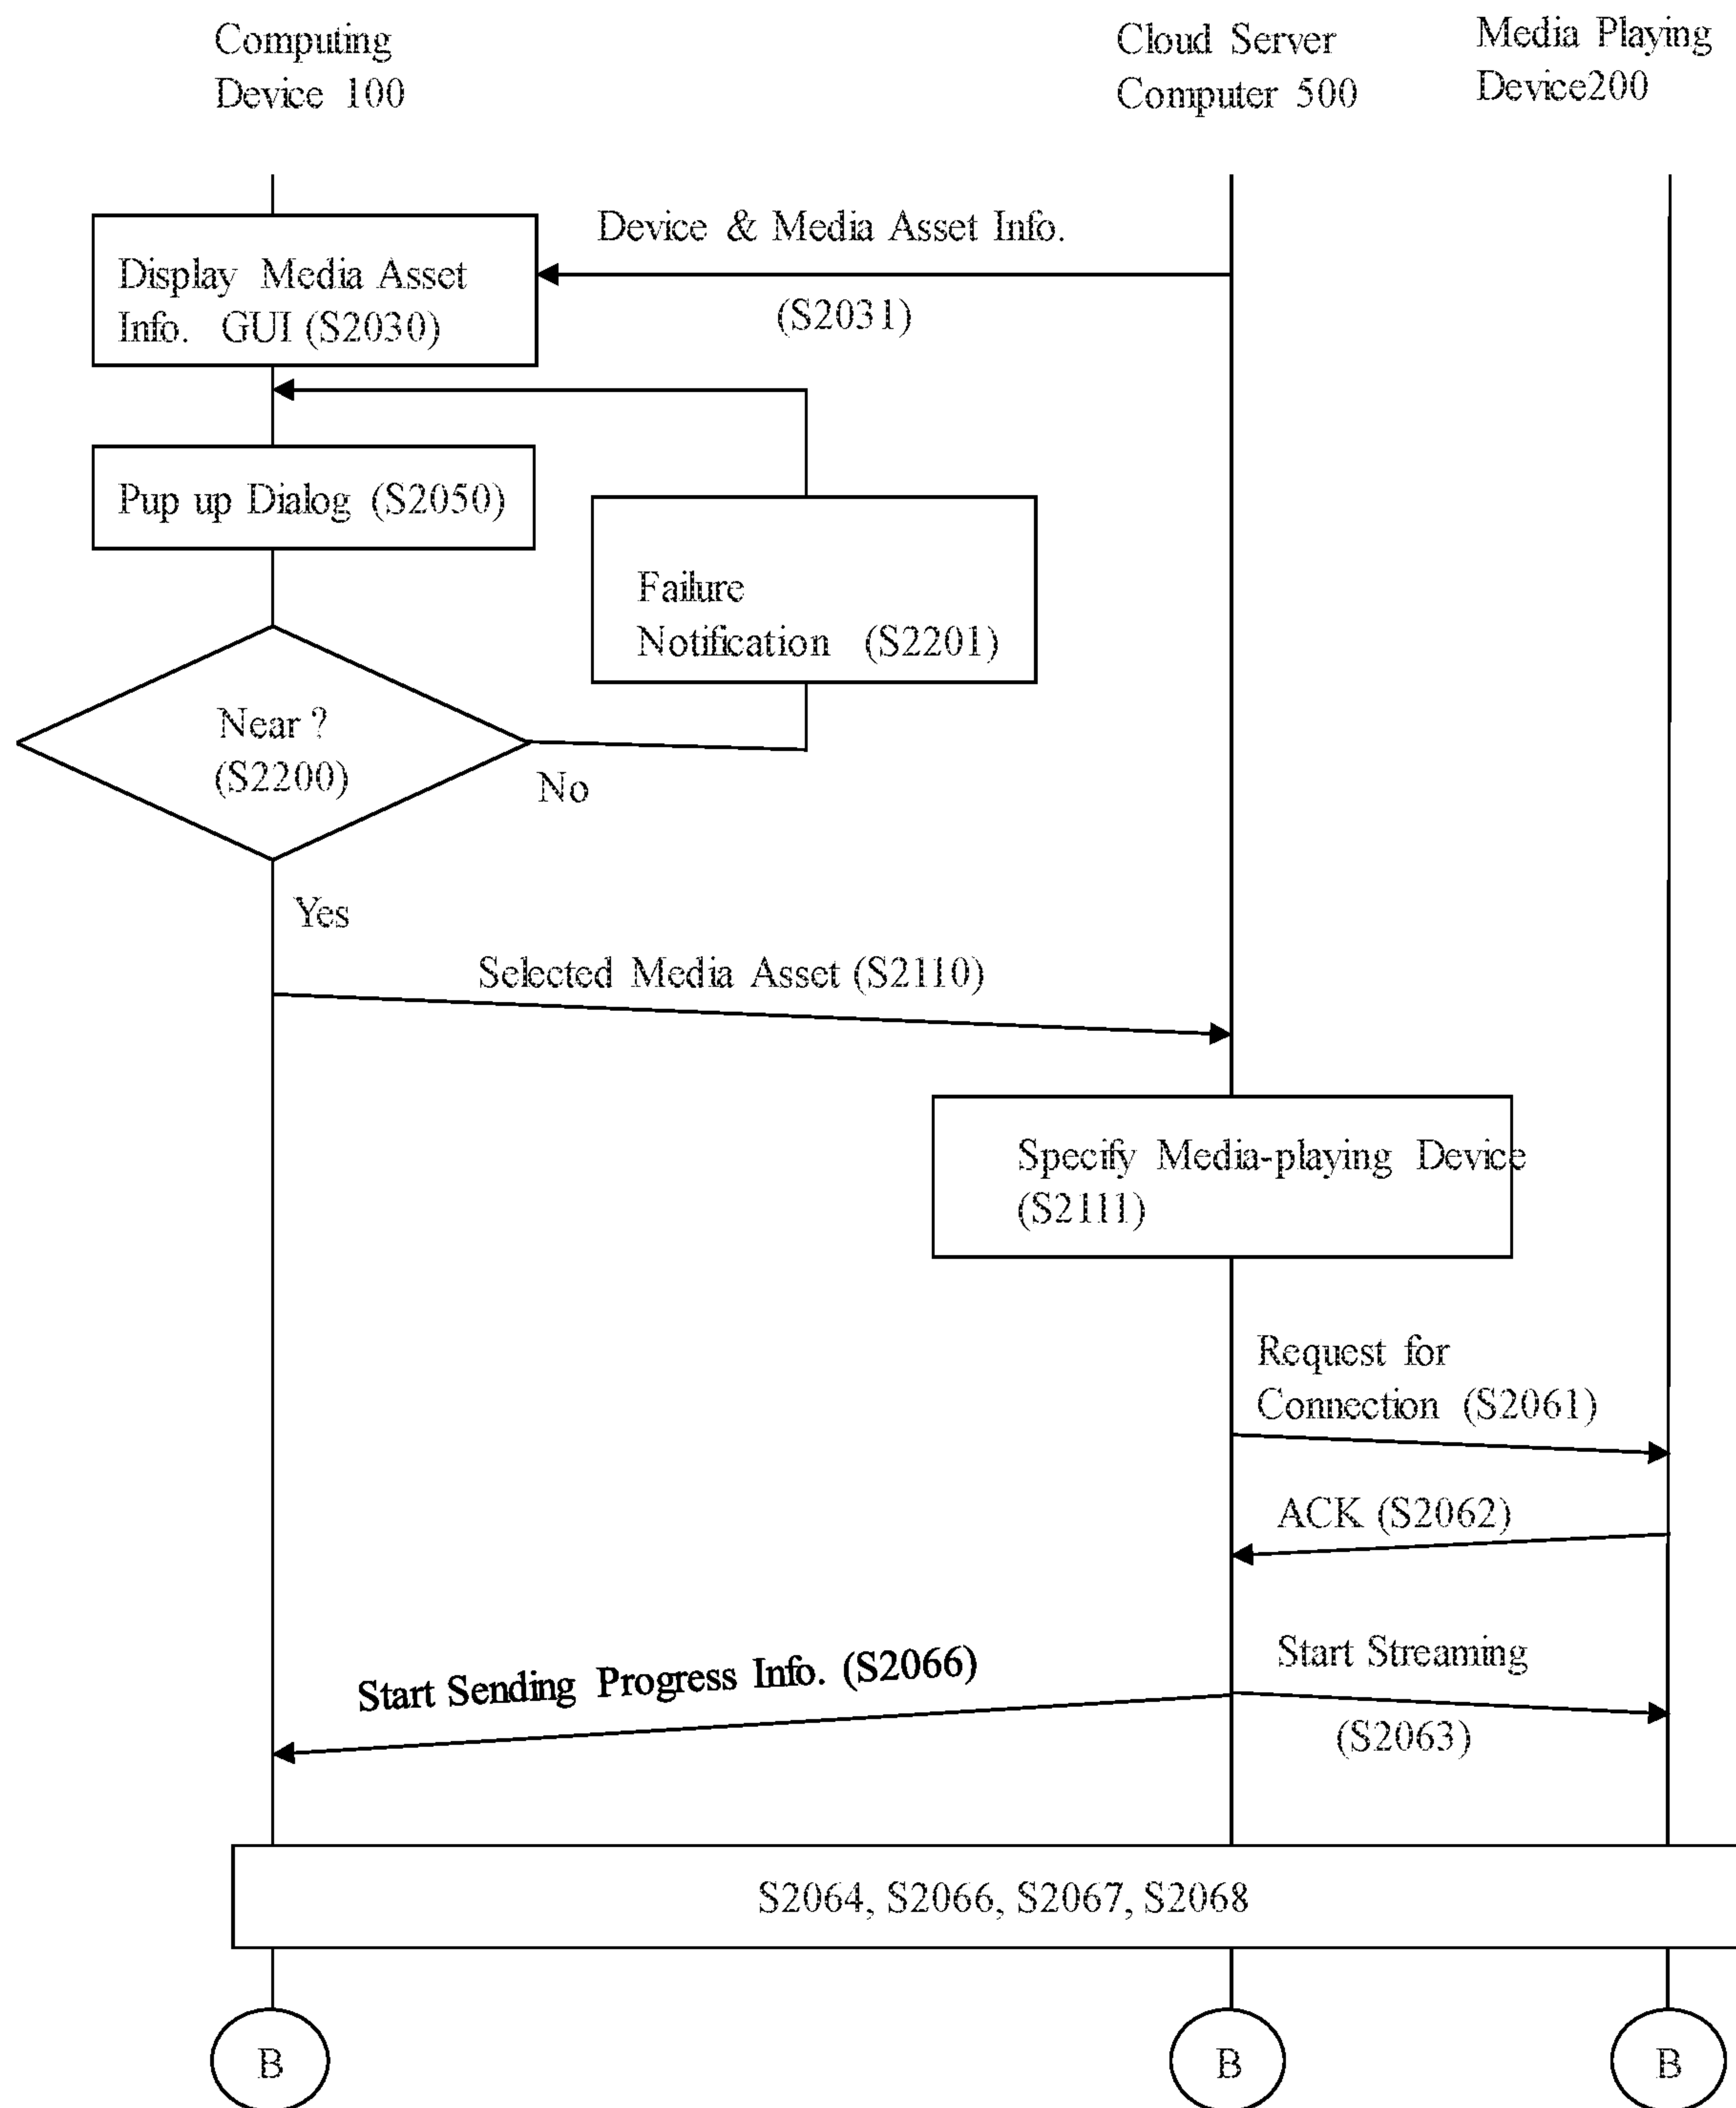 Computing
Device 100
Cloud Server
Computer 500
Media Playing
Device200
Device & Media Asset Info.
(S2031)
Display Media Asset
Info. GUI (S2030)
Pup up Dialog (S2050)
Failure
Notification (S2201)
Near ?
(S2200)
No
Yes
Selected Media Asset (S2110)
Specify Media-playing Device
(S2111)
Request for
Connection (S2061)
ACK (S2062)
Start Streaming
(S2063)
Start Sending Progress Info. (S2066)
S2064, S2066, S2067, S2068
B
B
B